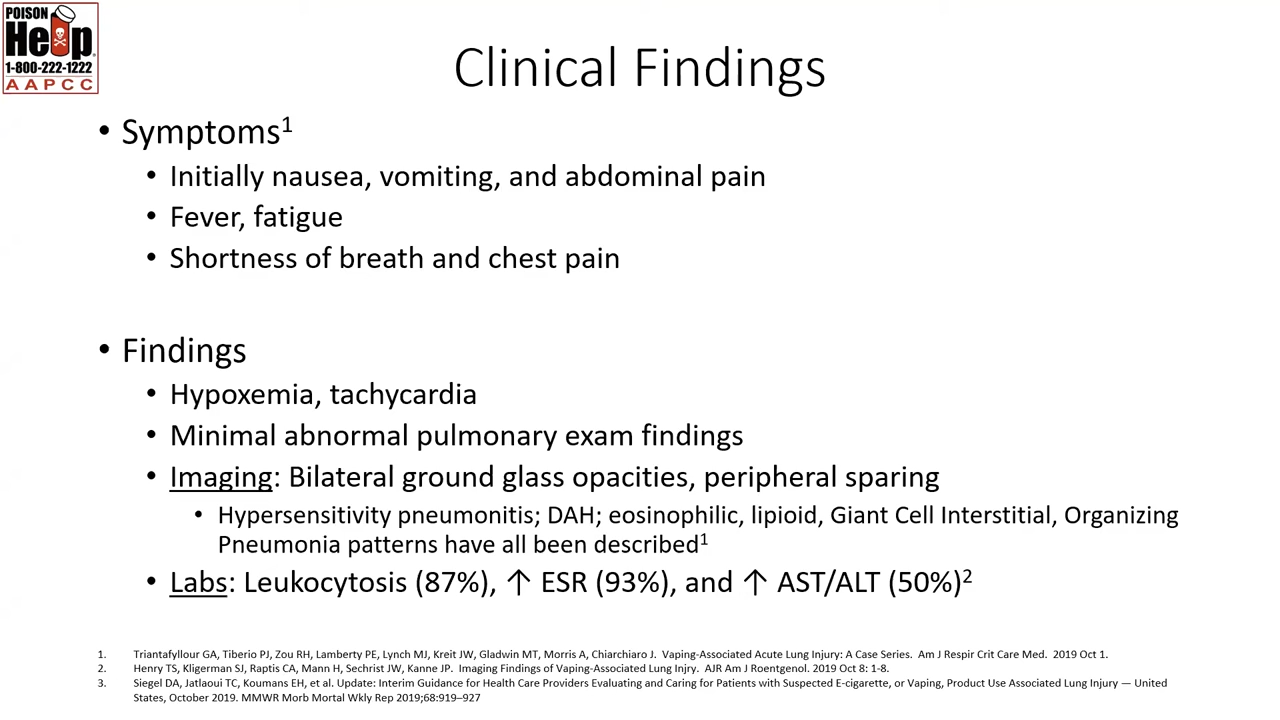 POISON
Help
1-800-222-1222
AAPCC
Clinical Findings
• Symptoms1
• Initially nausea, vomiting, and abdominal pain
• Fever, fatigue
• Shortness of breath and chest pain
• Findings
• Hypoxemia, tachycardia
• Minimal abnormal pulmonary exam findings
• Imaging: Bilateral ground glass opacities, peripheral sparing
• Hypersensitivity pneumonitis; DAH; eosinophilic, lipioid, Giant Cell Interstitial, Organizing
Pneumonia patterns have all been described1
• Labs: Leukocytosis (87%), ↑ ESR (93%), and ↑ AST/ALT (50%)2
1. Triantafyllour GA, Tiberio PJ, Zou RH, Lamberty PE, Lynch MJ, Kreit JW, Gladwin MT, Morris A, Chiarchiaro J. Vaping-Associated Acute Lung Injury: A Case Series. Am J Respir Crit Care Med. 2019 Oct 1.
2. Henry TS, Kligerman SJ, Raptis CA, Mann H, Sechrist JW, Kanne JP. Imaging Findings of Vaping-Associated Lung Injry. AJR Am J Roentgenol. 2019 Oct 8: 1-8.
3. Siegel DA, Jatlaoui TC, Koumans EH, et al. Update: Interim Guidance for Health Care Providers Evaluating and Caring for Patients with Suspected E-cigarette, or Vaping, Product Use Associated Lung Injury — United
States, October 2019. MMWR Morb Mortal Wkly Rep 2019;68:919–927